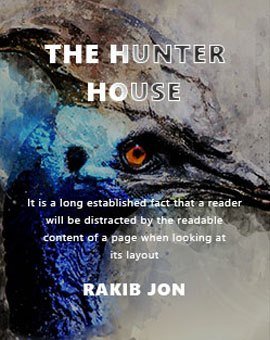 THE HUNTER
HOUSE
It is a long established fact that a reader
will be distracted by the readable
content of a page when looking at
its layout
RAKIB JON